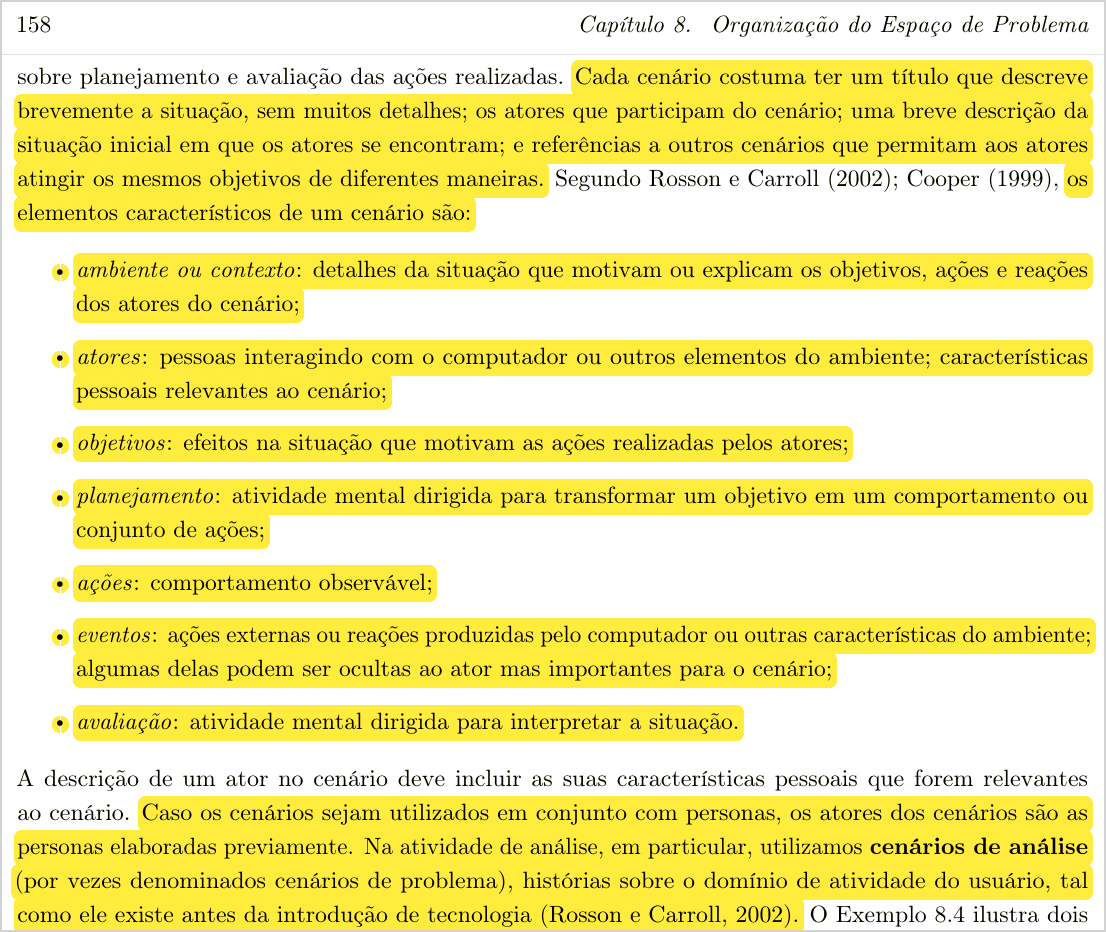 158 Capítulo 8. Organização do Espaço de Problema
sobre planejamento e avaliação das ações realizadas. Cada cenário costuma ter um título que descreve
brevemente a situação, sem muitos detalhes; os atores que participam do cenário; uma breve descrição da
situação inicial em que os atores se encontram; e referências a outros cenários que permitam aos atores
atingir os mesmos objetivos de diferentes maneiras. Segundo Rosson e Carroll (2002); Cooper (1999), os
elementos característicos de um cenário são:
• ambiente ou contexto: detalhes da situação que motivam ou explicam os objetivos, ações e reações
dos atores do cenário;
• atores: pessoas interagindo com o computador ou outros elementos do ambiente; características
pessoais relevantes ao cenário;
• objetivos: efeitos na situação que motivam as ações realizadas pelos atores;
• planejamento: atividade mental dirigida para transformar um objetivo em um comportamento ou
conjunto de ações;
• ações: comportamento observável;
• eventos: ações externas ou reações produzidas pelo computador ou outras características do ambiente;
algumas delas podem ser ocultas ao ator mas importantes para o cenário;
• avaliação: atividade mental dirigida para interpretar a situação.
A descrição de um ator no cenário deve incluir as suas características pessoais que forem relevantes
ao cenário. Caso os cenários sejam utilizados em conjunto com personas, os atores dos cenários são as
personas elaboradas previamente. Na atividade de análise, em particular, utilizamos cenários de análise
(por vezes denominados cenários de problema), histórias sobre o domínio de atividade do usuário, tal
como ele existe antes da introdução de tecnologia (Rosson e Carroll, 2002). O Exemplo 8.4 ilustra dois